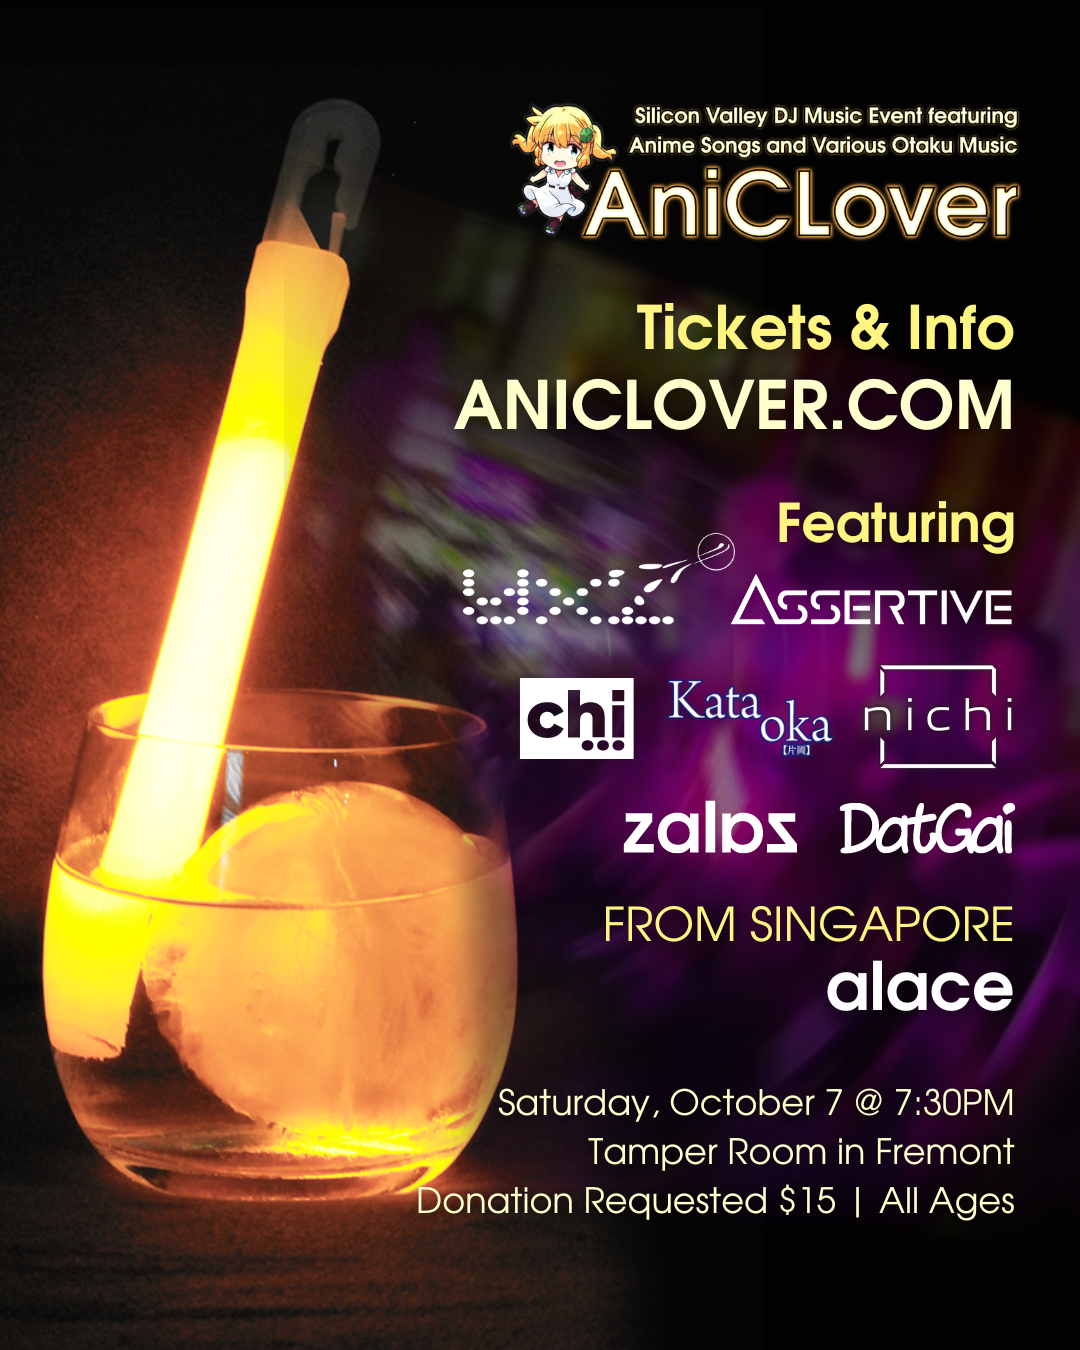 Silicon Valley DJ Music Event featuring
Anime Songs and Various Otaku Music
AniCLover
Tickets & Info
ANICLOVER.COM
Featuring
ASSERTIVE
chi...
Kataoka
【片岡】
nichi
zalas
DatGai
FROM SINGAPORE
alace
Saturday, October 7 @ 7:30PM
Tamper Room in Fremont
Donation Requested $15 | All Ages